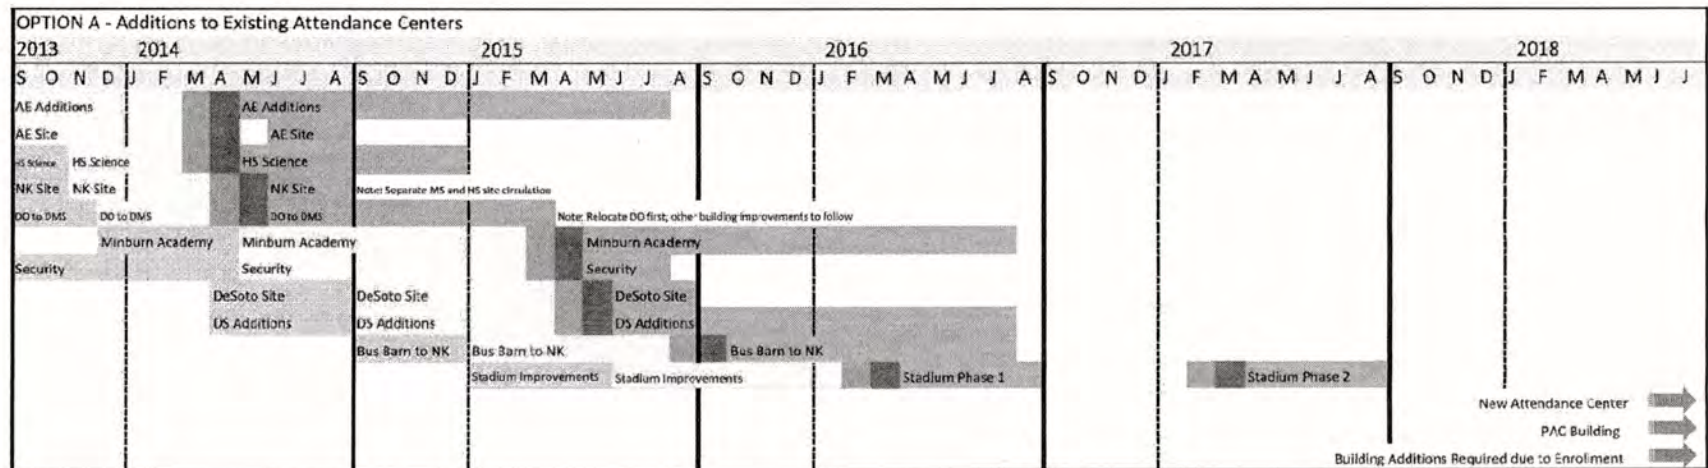 OPTION A - Additions to Existing Attendance Centers
2013 2014 2015 2016 2017 2018
S O N D J F M A M J J A S O N D J F M A M J J A S O N D J F M A M J J A S O N D J F M A M J J A S O N D J F M A M J J
AE Additions AE Additions
AE Site AE Site
HS Science HS Science HS Science
NK Site NK Site NK Site Note: Separate MS and HS site circulation
DO to DMS DO to DMS DO to DMS Note: Relocate DO first; other building improvements to follow
Minburn Academy Minburn Academy Minburn Academy
Security Security Security
DeSoto Site DeSoto Site DeSoto Site
DS Additions DS Additions DS Additions
Bus Barn to NK Bus Barn to NK Bus Barn to NK
Stadium Improvements Stadium Improvements Stadium Phase 1 Stadium Phase 2
New Attendance Center
PAC Building
Building Additions Required due to Enrollment